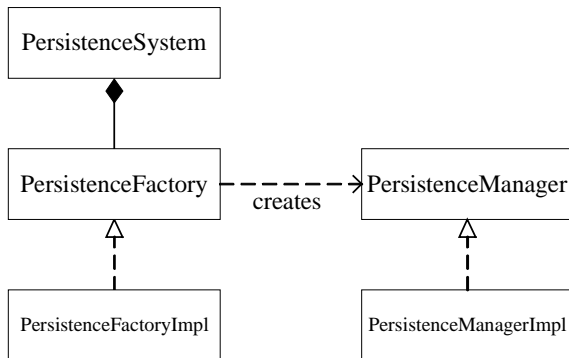 PersistenceSystem
PersistenceFactory
PersistenceManager
creates
PersistenceFactoryImpl
PersistenceManagerImpl